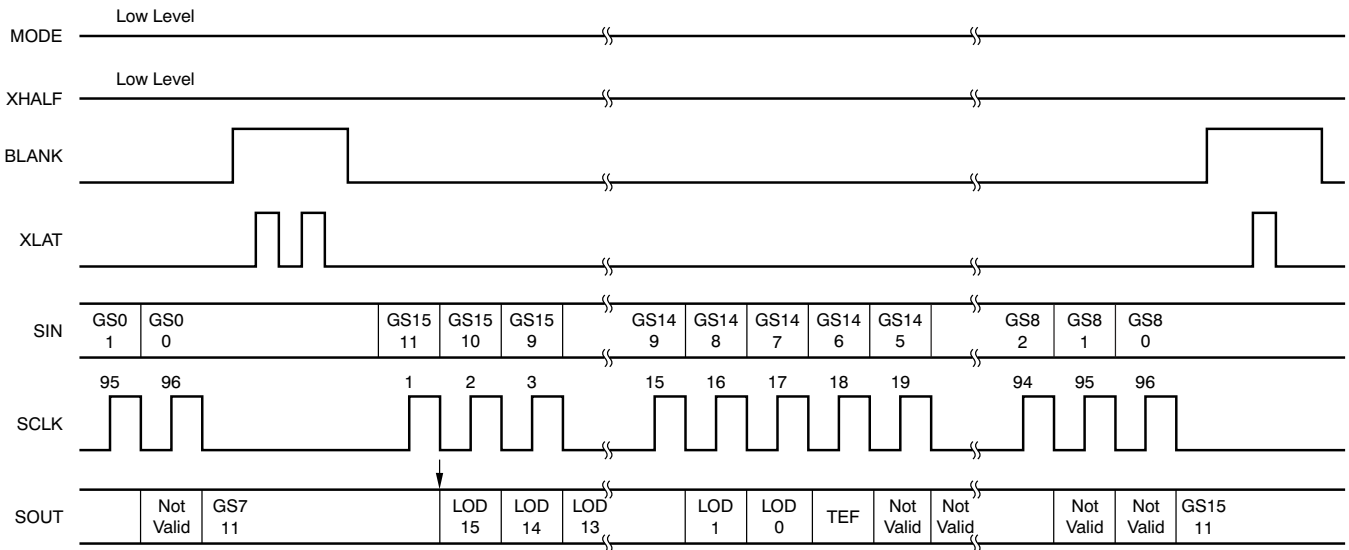 Low Level
MODE
Low Level
XHALF
BLANK
XLAT
SIN
GS0 1
GS0 0
GS15 11
GS15 10
GS15 9
GS14 9
GS14 8
GS14 7
GS14 6
GS14 5
GS8 2
GS8 1
GS8 0
95 96 1 2 3 15 16 17 18 19 94 95 96
SCLK
SOUT
Not Valid
GS7 11
LOD 15
LOD 14
LOD 13
LOD 1
LOD 0
TEF
Not Valid
Not Valid
Not Valid
Not Valid
GS15 11